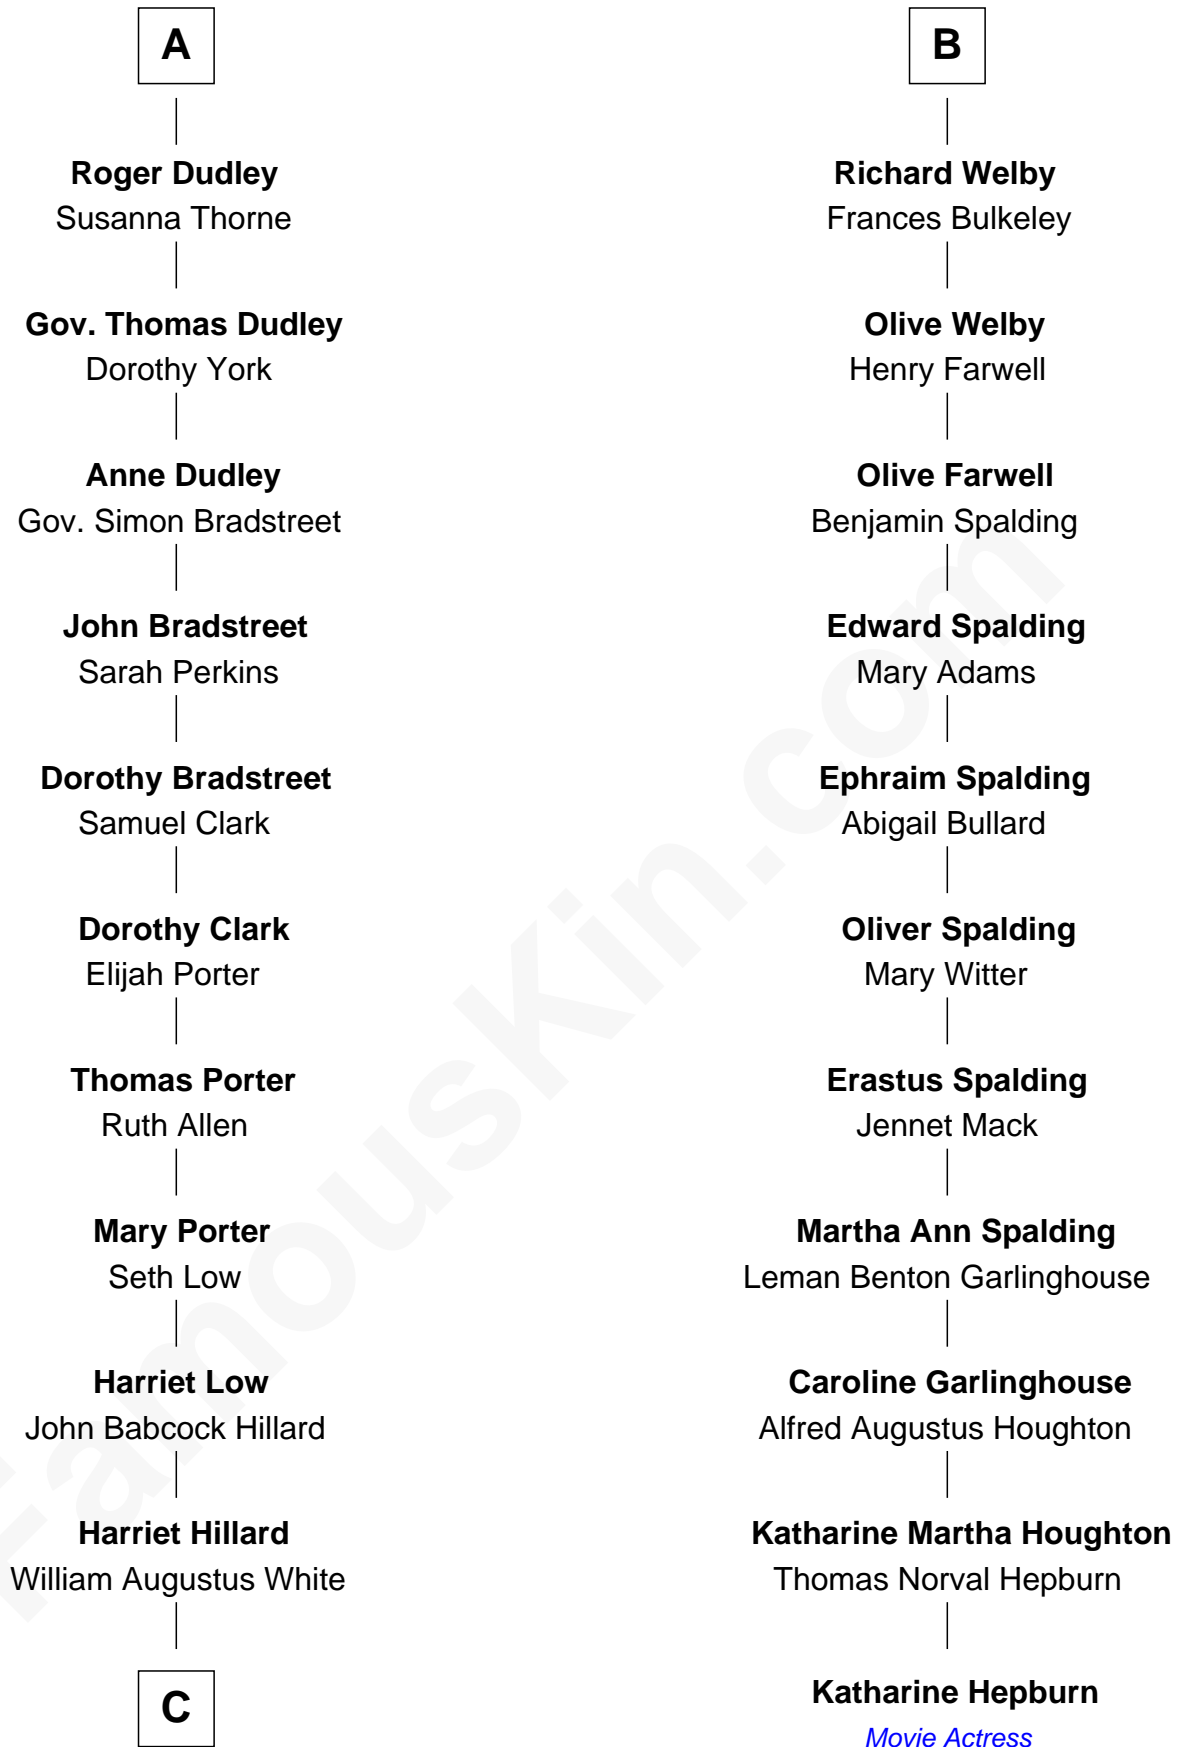 A
Roger Dudley
Susanna Thorne
Gov. Thomas Dudley
Dorothy York
Anne Dudley
Gov. Simon Bradstreet
John Bradstreet
Sarah Perkins
Dorothy Bradstreet
Samuel Clark
Dorothy Clark
Elijah Porter
Thomas Porter
Ruth Allen
Mary Porter
Seth Low
Harriet Low
John Babcock Hillard
Harriet Hillard
William Augustus White
C
B
Richard Welby
Frances Bulkeley
Olive Welby
Henry Farwell
Olive Farwell
Benjamin Spalding
Edward Spalding
Mary Adams
Ephraim Spalding
Abigail Bullard
Oliver Spalding
Mary Witter
Erastus Spalding
Jennet Mack
Martha Ann Spalding
Leman Benton Garlinghouse
Caroline Garlinghouse
Alfred Augustus Houghton
Katharine Martha Houghton
Thomas Norval Hepburn
Katharine Hepburn
Movie Actress
FamousKin.com